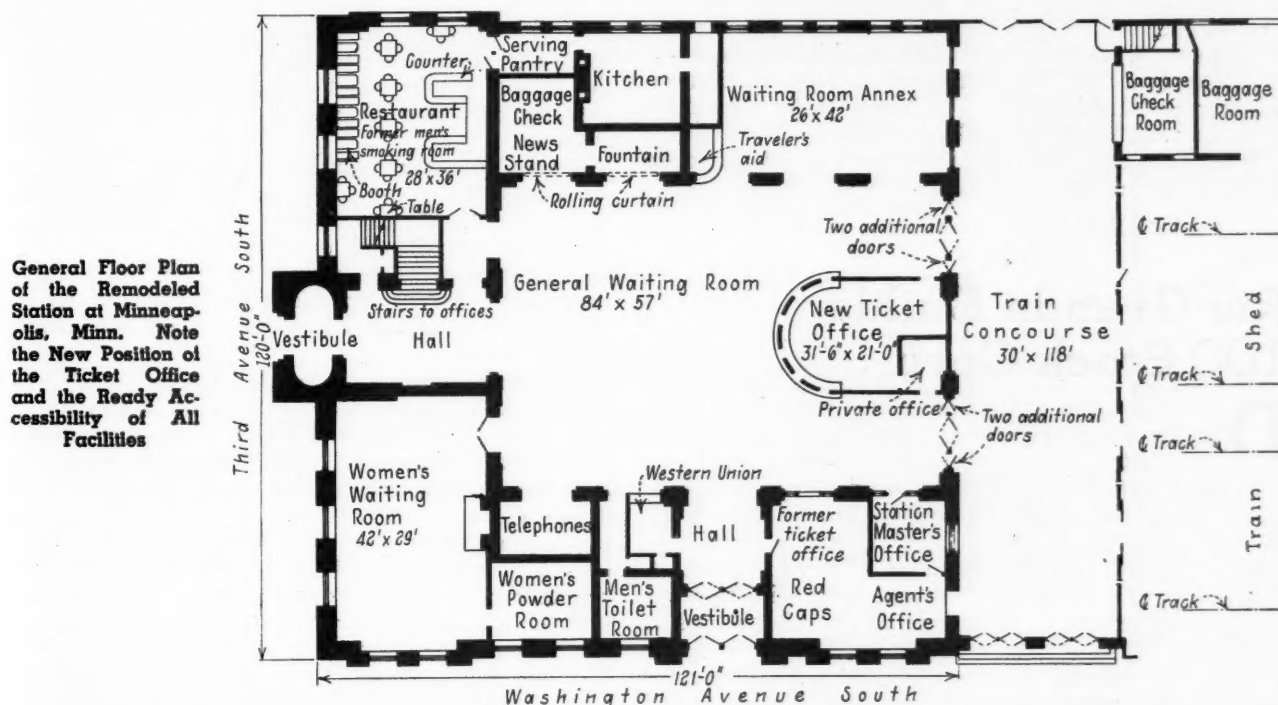 General Floor Plan
of the Remodeled
Station at Minneap-
olis, Minn. Note
the New Position of
the Ticket Office
and the Ready Ac-
cessibility of All
Facilities
Third Avenue South
120'-0"
Counter
Restaurant
Former men's
smoking room
28'x 36'
Booth
Table
Serving
Pantry
Kitchen
Baggage
Check
News
Stand
Fountain
Rolling curtain
Waiting Room Annex
26'x 42'
Traveler's
aid
Baggage
Check
Room
Baggage
Room
Two additional
doors
General Waiting Room
84' x 57'
Stairs to offices
Vestibule
Hall
New Ticket
Office
31'-6" x 21'-0"
Private office
Train
Concourse
30' x 118'
Two additional
doors
℄ Track
℄ Track
℄ Track
℄ Track
Train Shed
Women's
Waiting
Room
42'x 29'
Telephones
Western Union
Women's
Powder
Room
Men's
Toilet
Room
Hall
Vestibule
Former
ticket
office
Red
Caps
Station
Master's
Office
Agent's
Office
121'-0"
Washington Avenue South